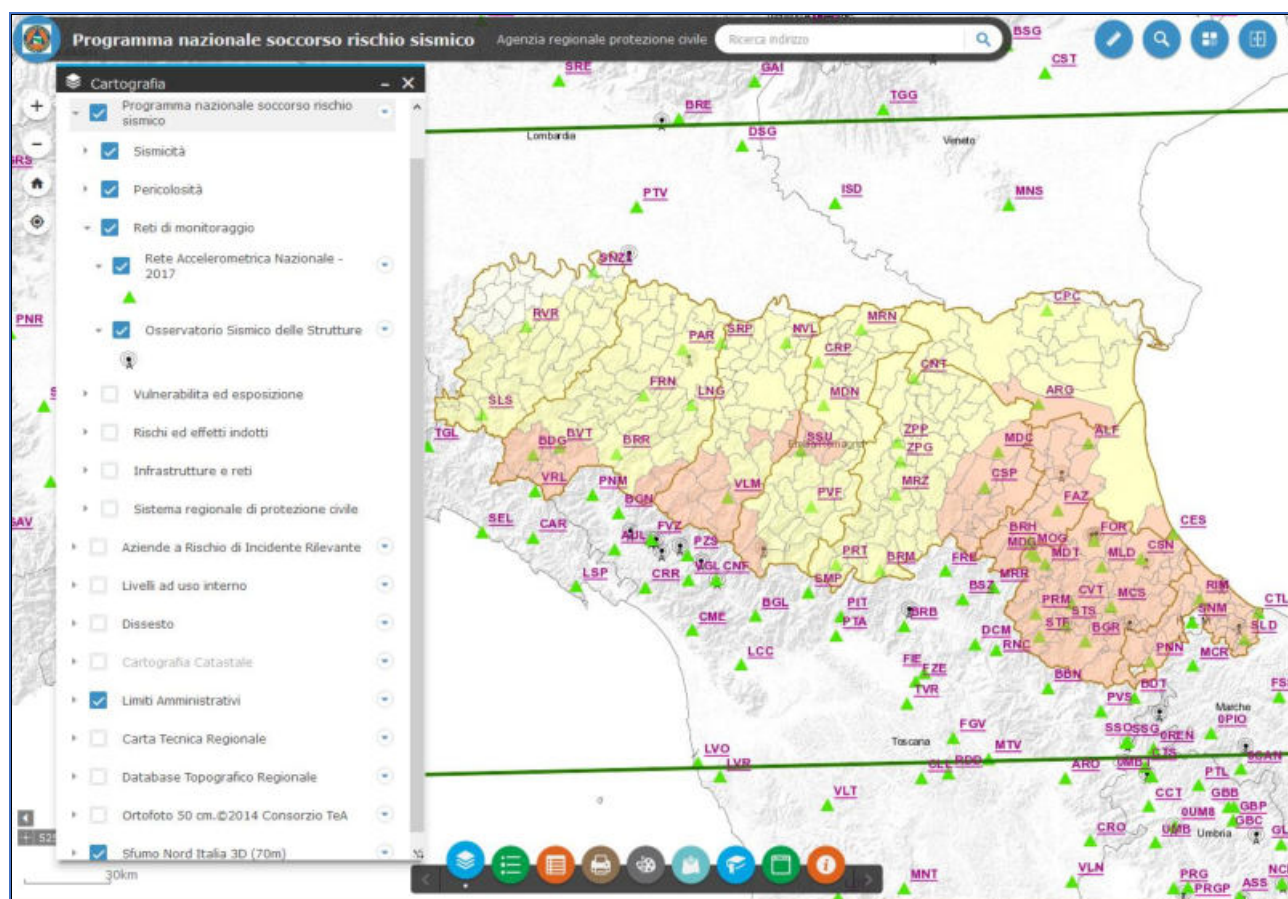 Programma nazionale soccorso rischio sismico
Agenzia regionale protezione civile
Ricerca indirizzo
Cartografia
Programma nazionale soccorso rischio
sismico
Sismicità
Pericolosità
Reti di monitoraggio
Rete Accelerometrica Nazionale -
2017
Osservatorio Sismico delle Strutture
Vulnerabilita ed esposizione
Rischi ed effetti indotti
Infrastrutture e reti
Sistema regionale di protezione civile
Aziende a Rischio di Incidente Rilevante
Livelli ad uso interno
Dissesto
Cartografia Catastale
Limiti Amministrativi
Carta Tecnica Regionale
Database Topografico Regionale
Ortofoto 50 cm.©2014 Consorzio TeA
Sfumo Nord Italia 3D (70m)
30km
BSG
CST
SRE
GAI
TGG
BRE
Lombardia
DSG
Veneto
PTV
ISD
MNS
PNR
CPC
RVR
PAR
SRP
NVL
MRN
CRP
CNT
FRN
LNG
MDN
ARG
SLS
TGL
BDG
BVT
BRR
SSU
ZPP
ZPG
MDC
ALF
VRL
PNM
BGN
VLM
PVF
MRZ
CSP
FAZ
SEL
CAR
AUL
FVZ
PZS
PRT
BRM
FRE
BRH
MOG
MDT
FOR
MLD
CSN
CES
LSP
CRR
CNF
SMP
BSZ
MRR
RIM
CTL
CME
BGL
PIT
PTA
BRB
PRM
CVT
MCS
STS
STF
BGR
SNM
SLD
LCC
DCM
RNC
PNN
MCR
FIE
FZE
TVR
BBN
BDT
PVS
Marche
FGV
Toscana
MTV
SSO
SSG
0REN
0PIO
LVO
LVR
CLL
ROD
ARO
PTL
VLT
CCT
GBB
GBP
GBC
CRO
0UM8
UMB
Umbria
MNT
VLN
PRG
PRGP
ASS